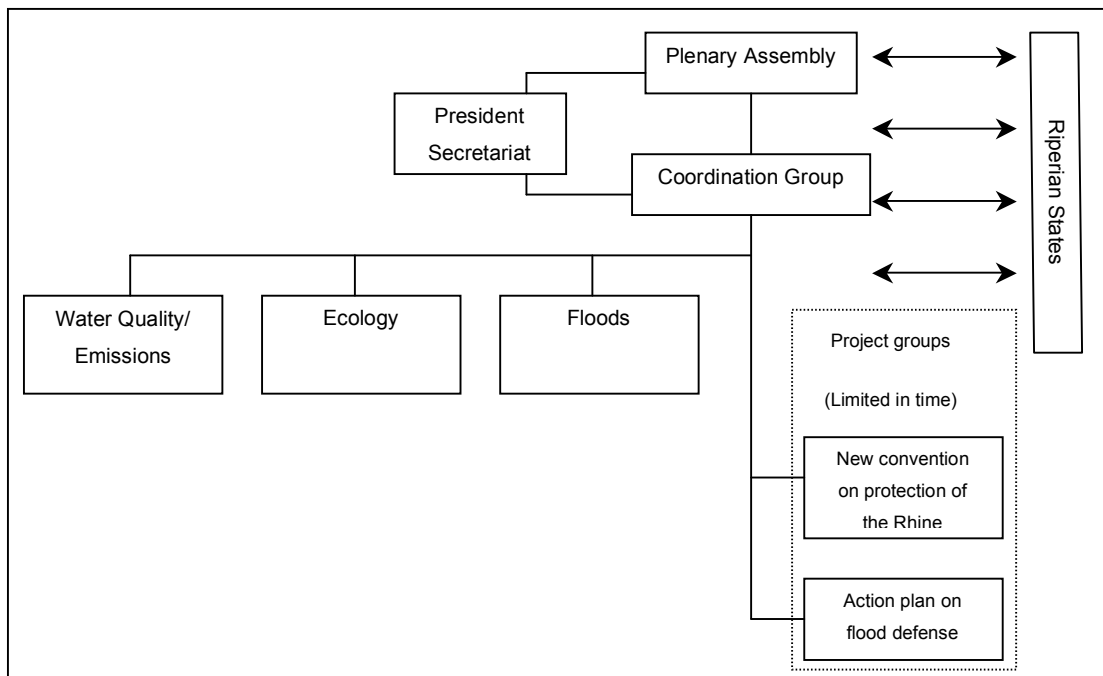 Plenary Assembly
President
Secretariat
Coordination Group
Riperian States
Water Quality/
Emissions
Ecology
Floods
Project groups
(Limited in time)
New convention
on protection of
the Rhine
Action plan on
flood defense